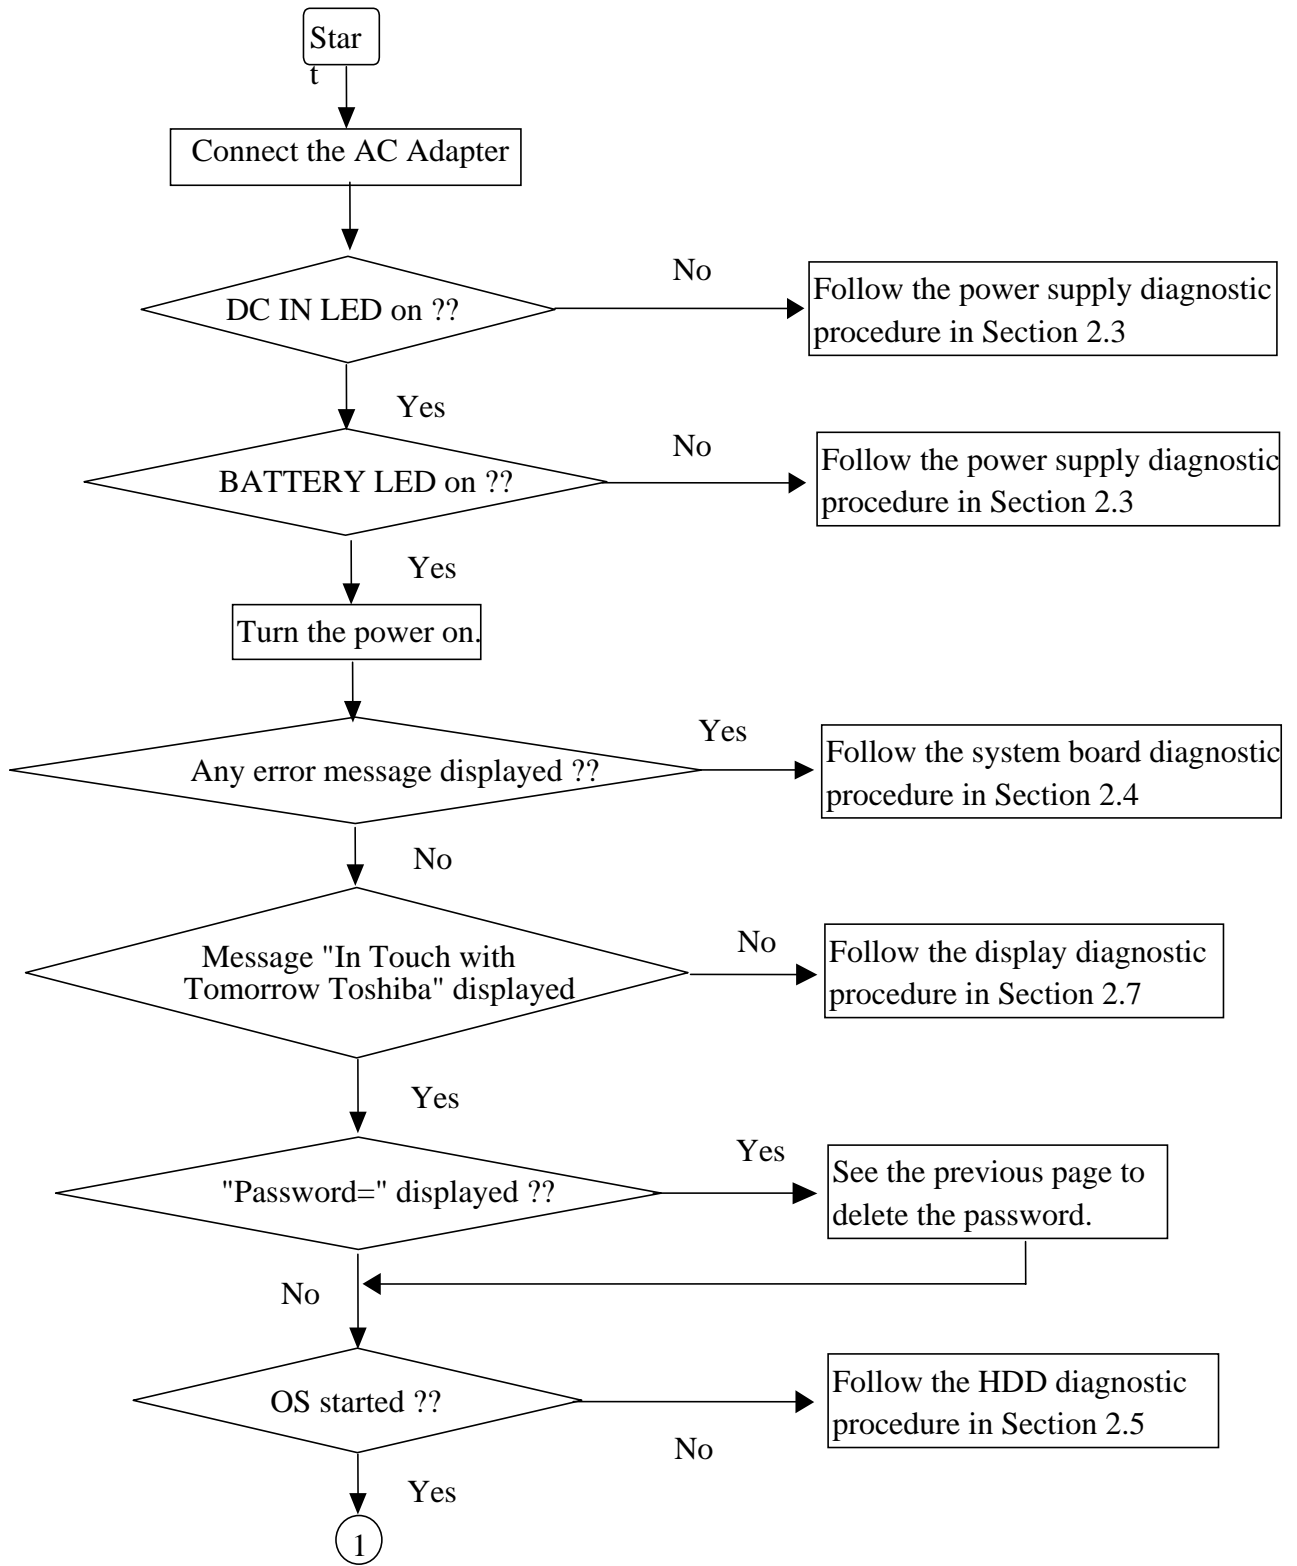 Star
t
Connect the AC Adapter
DC IN LED on ??
No
Follow the power supply diagnostic
procedure in Section 2.3
Yes
BATTERY LED on ??
No
Follow the power supply diagnostic
procedure in Section 2.3
Yes
Turn the power on.
Any error message displayed ??
Yes
Follow the system board diagnostic
procedure in Section 2.4
No
Message "In Touch with
Tomorrow Toshiba" displayed
No
Follow the display diagnostic
procedure in Section 2.7
Yes
"Password=" displayed ??
Yes
See the previous page to
delete the password.
No
OS started ??
No
Follow the HDD diagnostic
procedure in Section 2.5
Yes
1